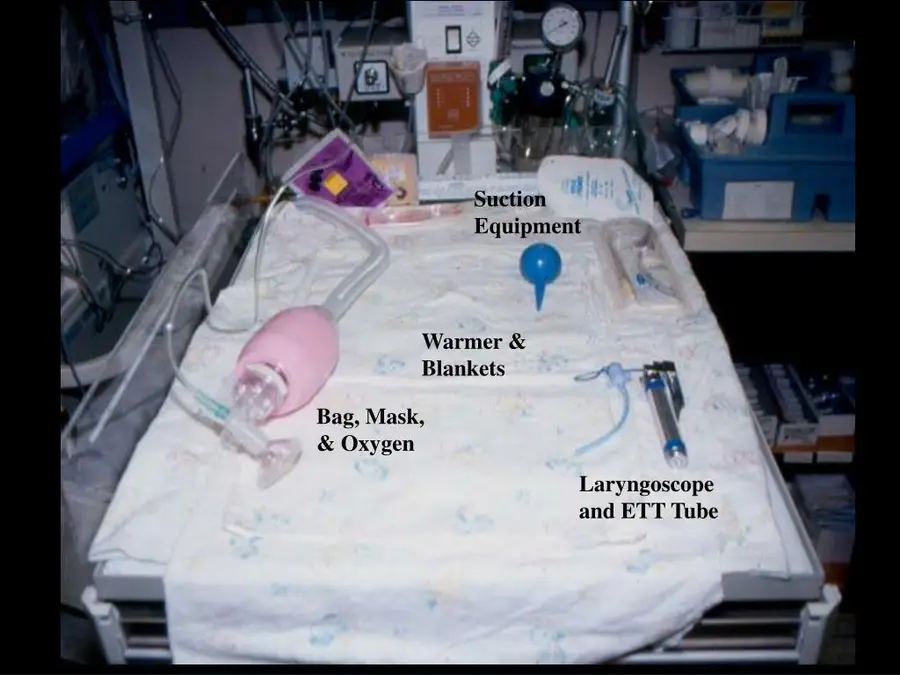 Suction
Equipment
Warmer &
Blankets
Bag, Mask,
& Oxygen
Laryngoscope
and ETT Tube